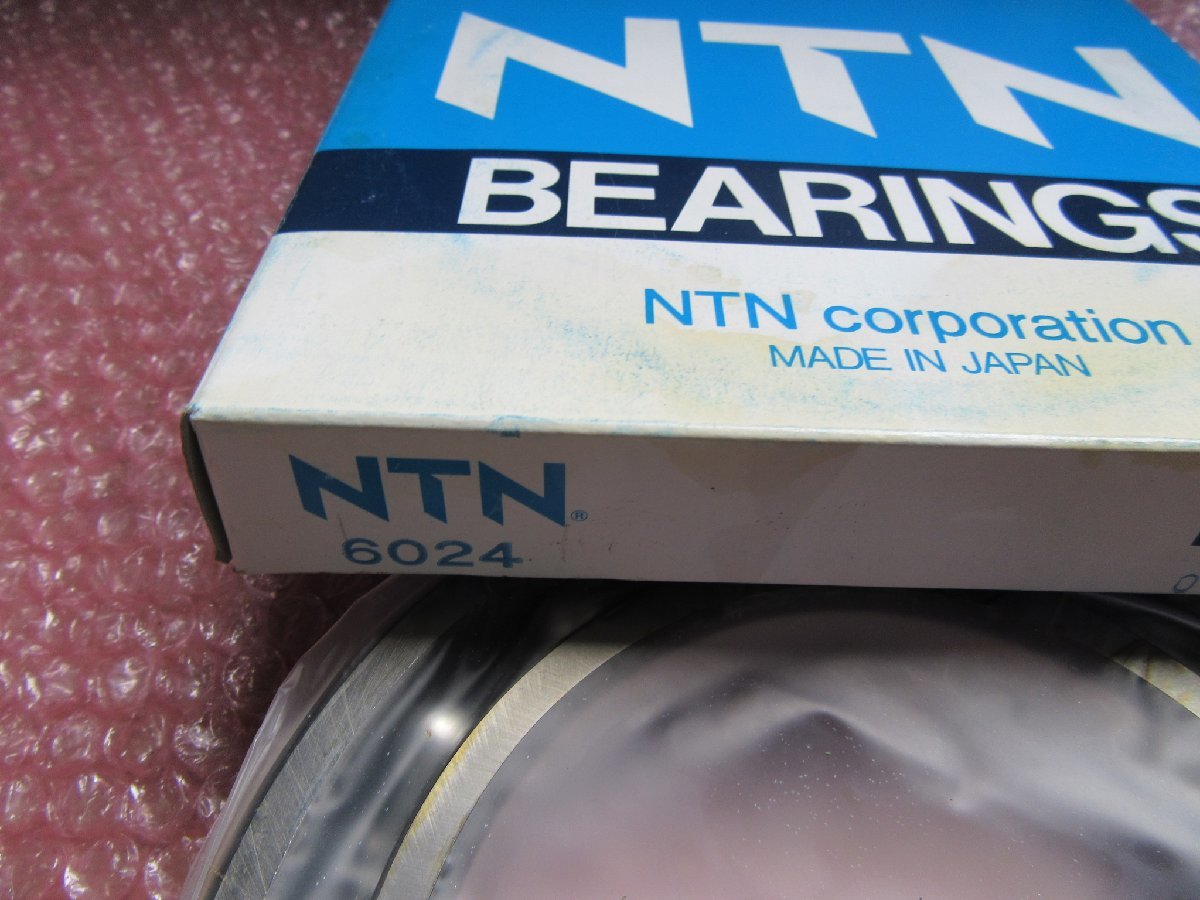 NTN
BEARINGS
NTN corporation
MADE IN JAPAN
NTN®
6024